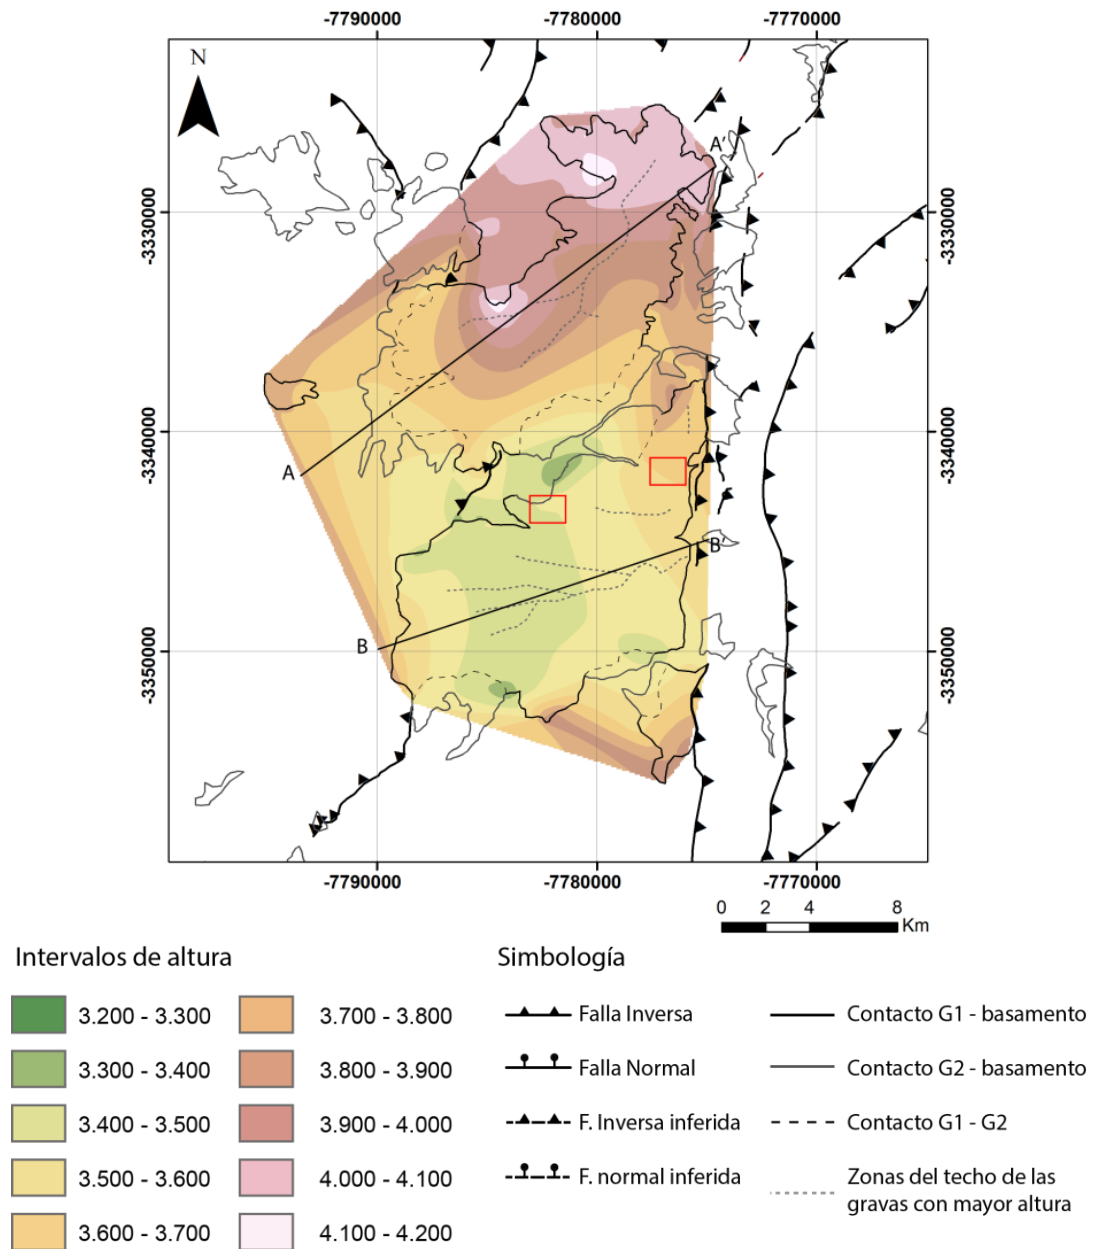 -7790000 -7780000 -7770000
N
A'
-3330000 -3330000
-3340000 -3340000
A
B'
B
-3350000 -3350000
-7790000 -7780000 -7770000
0 2 4 8
Km
Intervalos de altura
3.200 - 3.300
3.300 - 3.400
3.400 - 3.500
3.500 - 3.600
3.600 - 3.700
3.700 - 3.800
3.800 - 3.900
3.900 - 4.000
4.000 - 4.100
4.100 - 4.200
Simbología
Falla Inversa
Falla Normal
F. Inversa inferida
F. normal inferida
Contacto G1 - basamento
Contacto G2 - basamento
Contacto G1 - G2
Zonas del techo de las
gravas con mayor altura